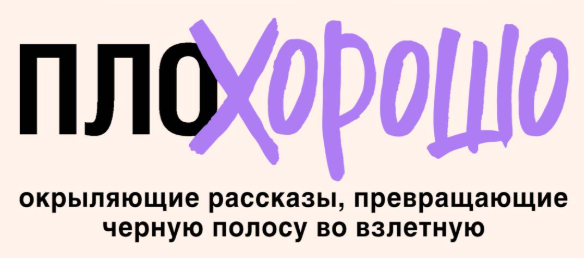 ПЛОХОРОШО
окрыляющие рассказы, превращающие
черную полосу во взлетную